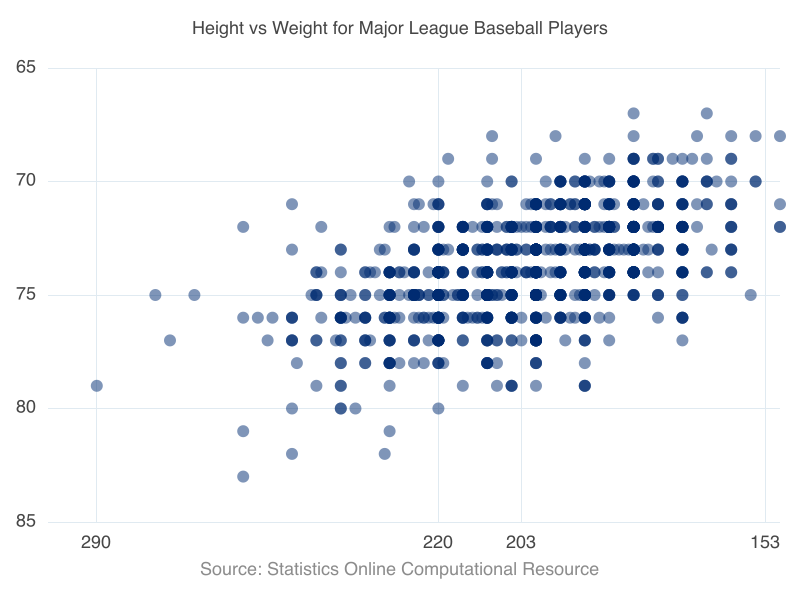 Height vs Weight for Major League Baseball Players
65
70
75
80
85
290 220 203 153
Source: Statistics Online Computational Resource